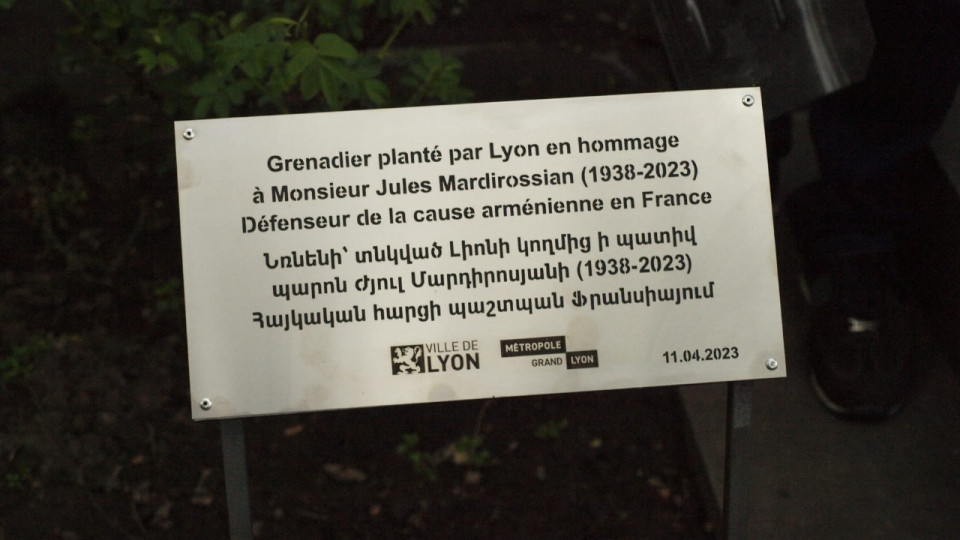 Grenadier planté par Lyon en hommage
à Monsieur Jules Mardirossian (1938-2023)
Défenseur de la cause arménienne en France
Նռնենի՝ տնկված Լիոնի կողմից ի պատիվ
պարոն Ժյուլ Մարդիրոսյանի (1938-2023)
Հայկական հարցի պաշտպան Ֆրանսիայում
VILLE DE
LYON
MÉTROPOLE
GRAND LYON
11.04.2023